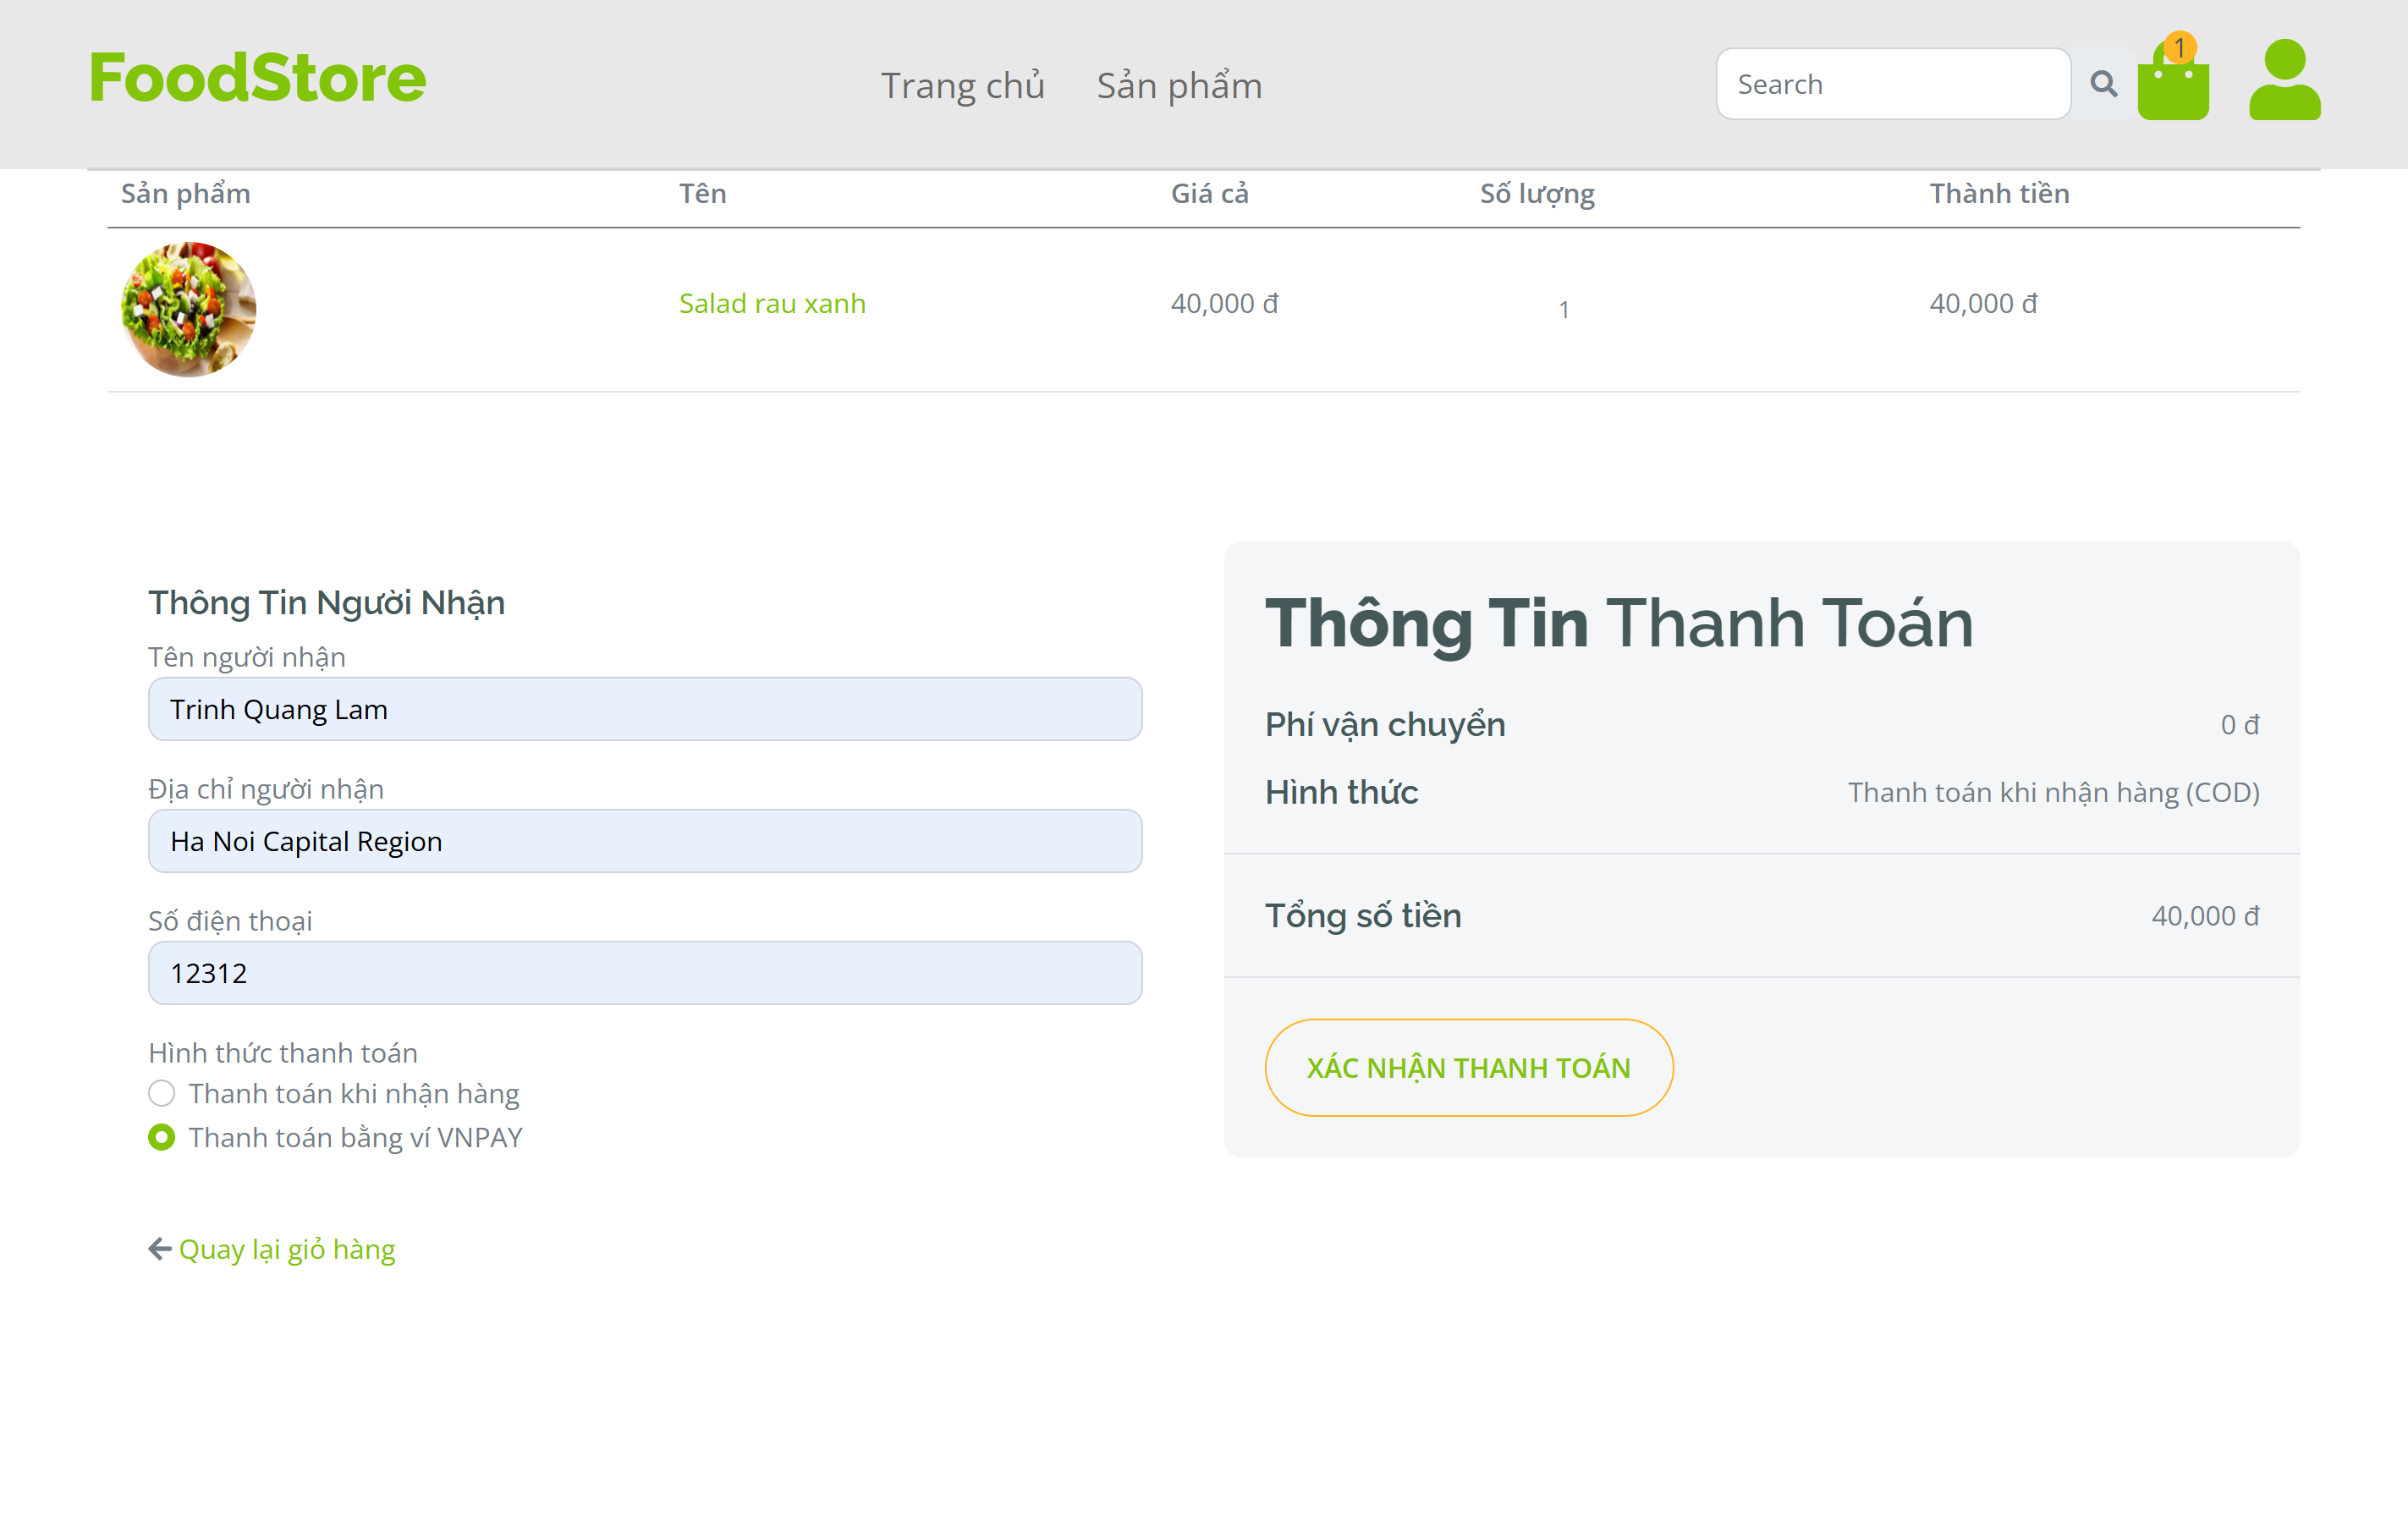 FoodStore
Trang chủ
Sản phẩm
Search
1
Sản phẩm Tên Giá cả Số lượng Thành tiền
Salad rau xanh 40,000 đ 1 40,000 đ
Thông Tin Người Nhận
Tên người nhận
Trinh Quang Lam
Địa chỉ người nhận
Ha Noi Capital Region
Số điện thoại
12312
Hình thức thanh toán
Thanh toán khi nhận hàng
Thanh toán bằng ví VNPAY
Quay lại giỏ hàng
Thông Tin Thanh Toán
Phí vận chuyển 0 đ
Hình thức Thanh toán khi nhận hàng (COD)
Tổng số tiền 40,000 đ
XÁC NHẬN THANH TOÁN